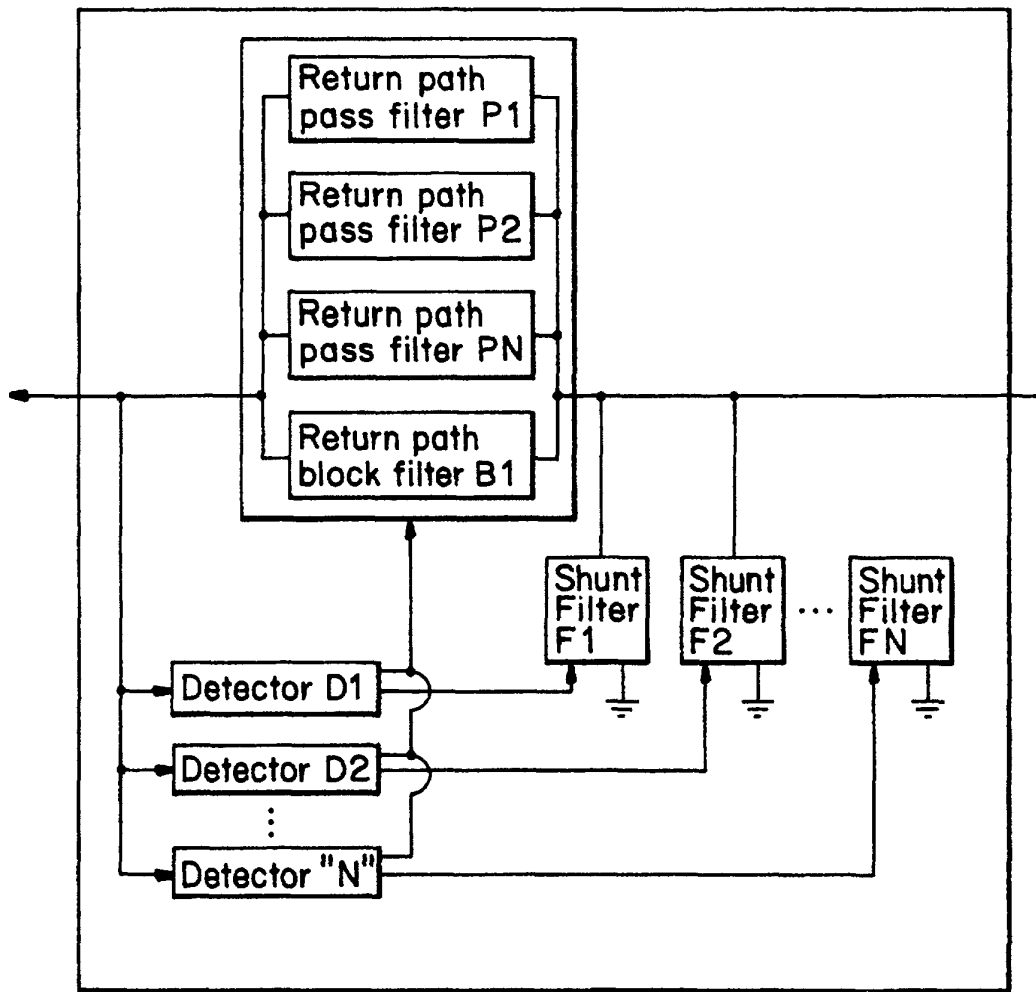 Return path
pass filter P1
Return path
pass filter P2
Return path
pass filter PN
Return path
block filter B1
Shunt
Filter
F1
Shunt
Filter
F2
...
Shunt
Filter
FN
Detector D1
Detector D2
Detector "N"